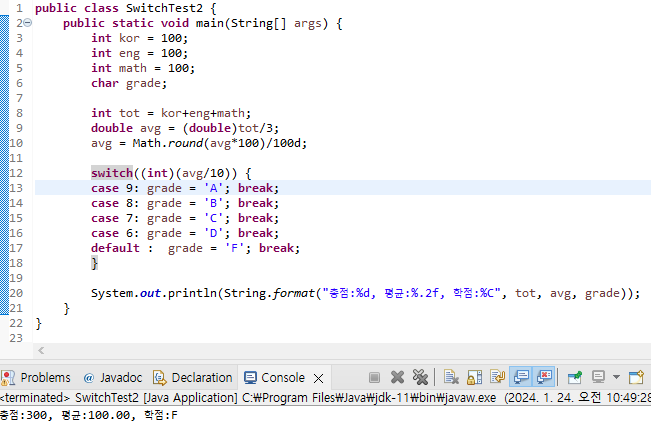 1 public class SwitchTest2 {
2 public static void main(String[] args) {
3 int kor = 100;
4 int eng = 100;
5 int math = 100;
6 char grade;
7
8 int tot = kor+eng+math;
9 double avg = (double)tot/3;
10 avg = Math.round(avg*100)/100d;
11
12 switch((int)(avg/10)) {
13 case 9: grade = 'A'; break;
14 case 8: grade = 'B'; break;
15 case 7: grade = 'C'; break;
16 case 6: grade = 'D'; break;
17 default :  grade = 'F'; break;
18 }
19
20 System.out.println(String.format("총점:%d, 평균:%.2f, 학점:%C", tot, avg, grade));
21 }
22 }
23
Problems @ Javadoc Declaration Console
<terminated> SwitchTest2 [Java Application] C:₩Program Files₩Java₩jdk-11₩bin₩javaw.exe (2024. 1. 24. 오전 10:49:28
총점:300, 평균:100.00, 학점:F